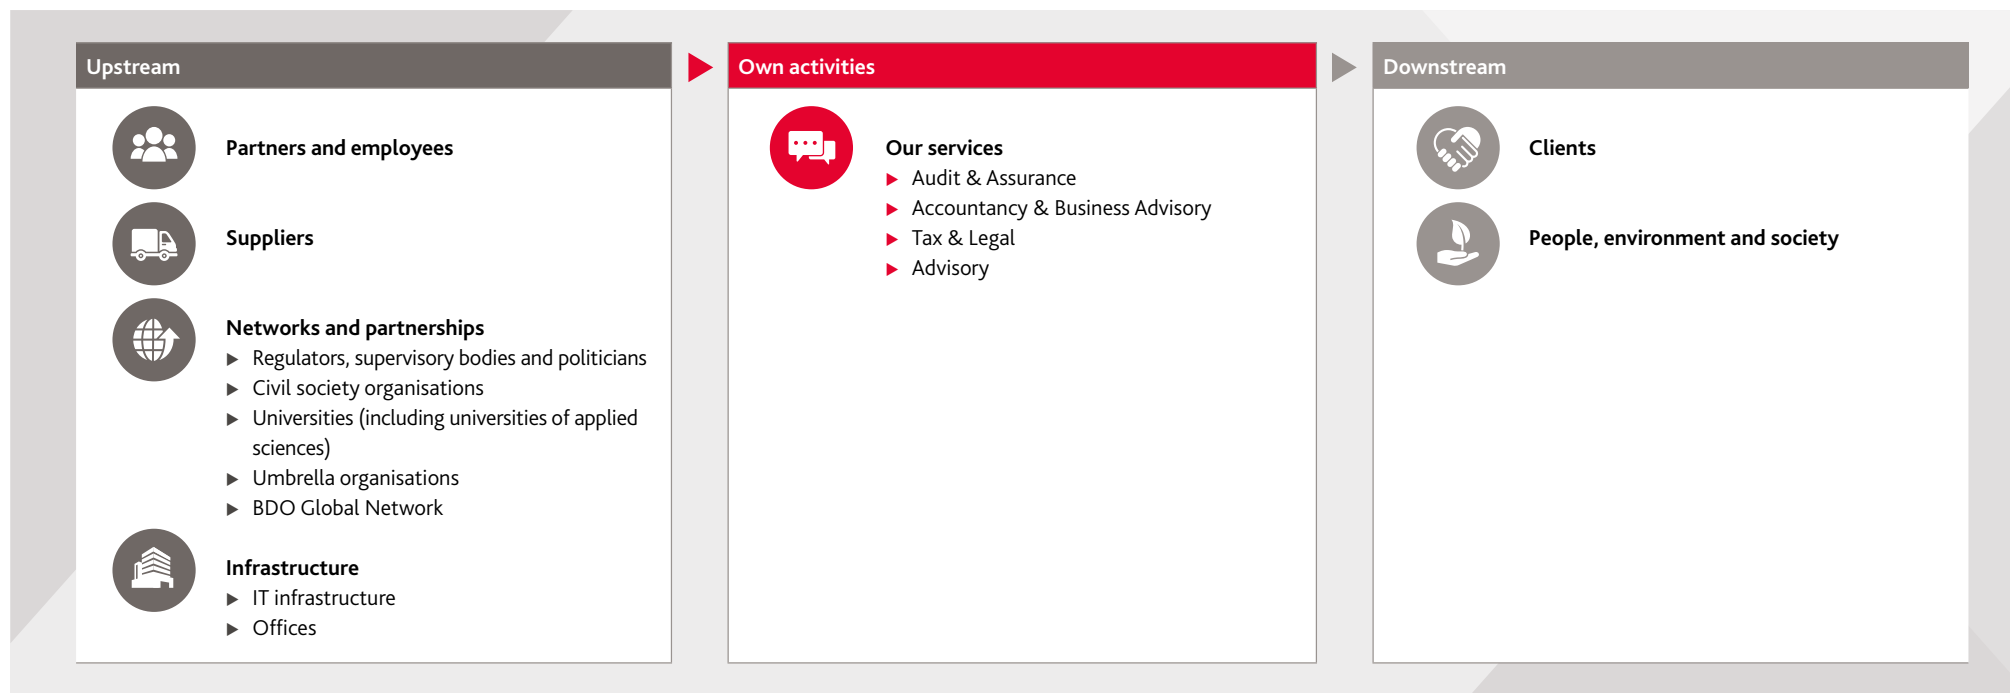 Upstream
Partners and employees
Suppliers
Networks and partnerships
Regulators, supervisory bodies and politicians
Civil society organisations
Universities (including universities of applied
sciences)
Umbrella organisations
BDO Global Network
Infrastructure
IT infrastructure
Offices
Own activities
Our services
Audit & Assurance
Accountancy & Business Advisory
Tax & Legal
Advisory
Downstream
Clients
People, environment and society